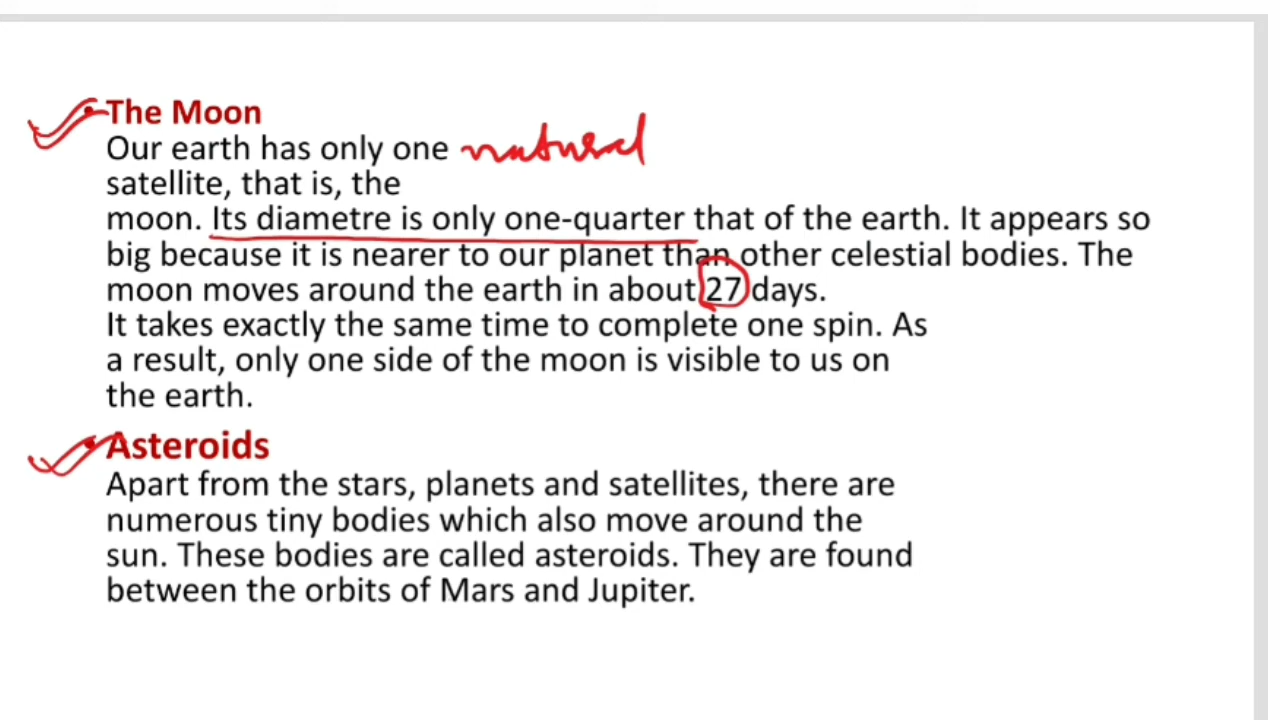 • The Moon
Our earth has only one natural
satellite, that is, the
moon. Its diametre is only one-quarter that of the earth. It appears so
big because it is nearer to our planet than other celestial bodies. The
moon moves around the earth in about 27 days.
It takes exactly the same time to complete one spin. As
a result, only one side of the moon is visible to us on
the earth.
• Asteroids
Apart from the stars, planets and satellites, there are
numerous tiny bodies which also move around the
sun. These bodies are called asteroids. They are found
between the orbits of Mars and Jupiter.